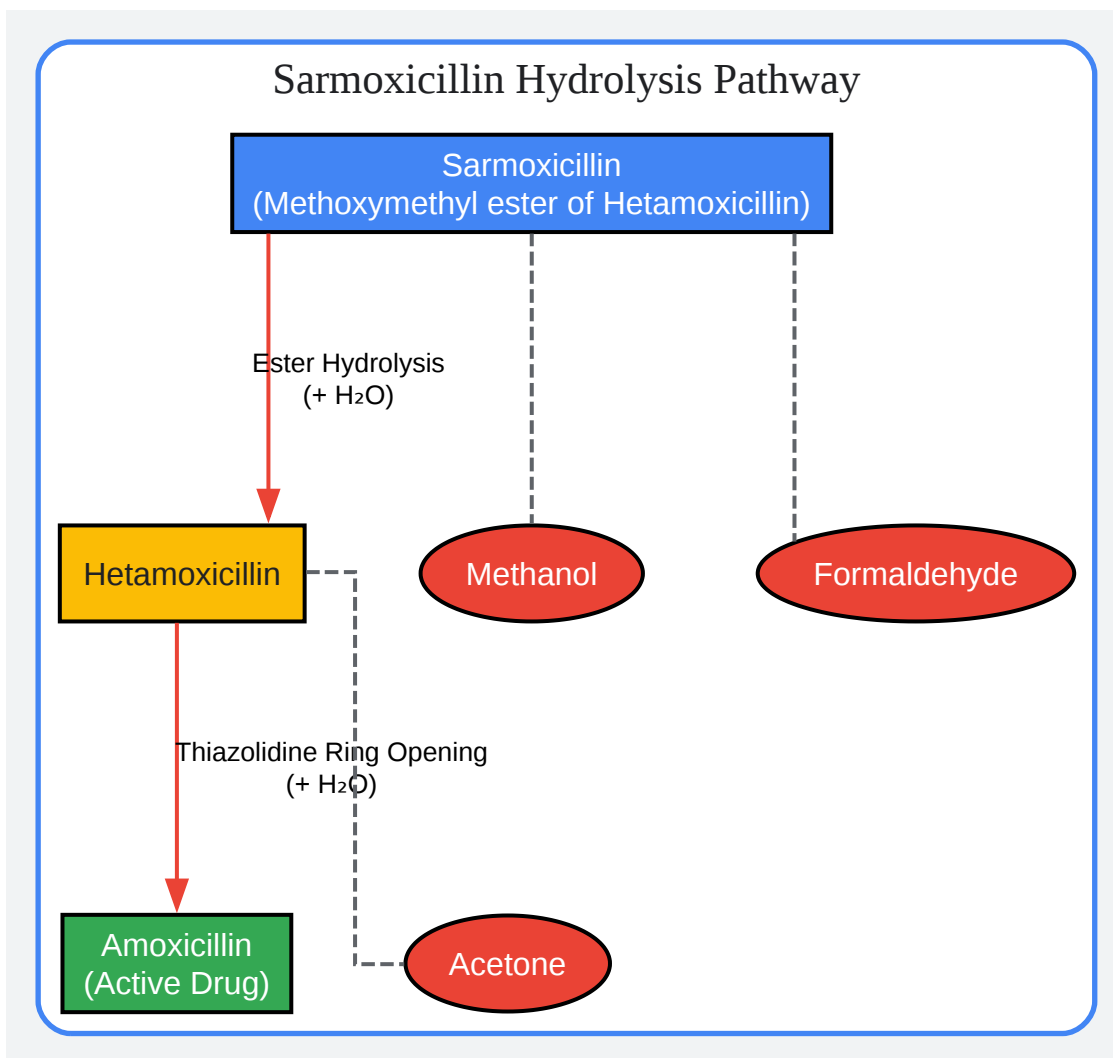 Sarmoxicillin Hydrolysis Pathway
Sarmoxicillin
(Methoxymethyl ester of Hetamoxicillin)
Ester Hydrolysis
(+ H₂O)
Hetamoxicillin
Methanol
Formaldehyde
Thiazolidine Ring Opening
(+ H₂O)
Amoxicillin
(Active Drug)
Acetone